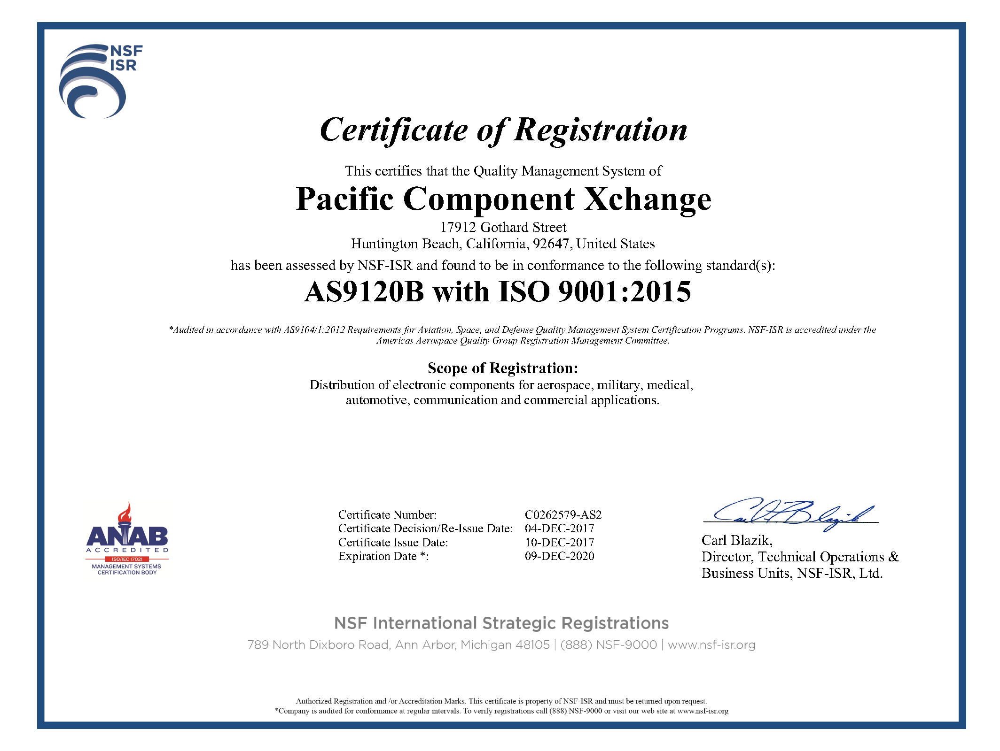 NSF
ISR
Certificate of Registration
This certifies that the Quality Management System of
Pacific Component Xchange
17912 Gothard Street
Huntington Beach, California, 92647, United States
has been assessed by NSF-ISR and found to be in conformance to the following standard(s):
AS9120B with ISO 9001:2015
*Audited in accordance with AS9104/1:2012 Requirements for Aviation, Space, and Defense Quality Management System Certification Programs. NSF-ISR is accredited under the
Americas Aerospace Quality Group Registration Management Committee.
Scope of Registration:
Distribution of electronic components for aerospace, military, medical,
automotive, communication and commercial applications.
ANAB
ACCREDITED
ISO/IEC 17021
MANAGEMENT SYSTEMS
CERTIFICATION BODY
Certificate Number: C0262579-AS2
Certificate Decision/Re-Issue Date: 04-DEC-2017
Certificate Issue Date: 10-DEC-2017
Expiration Date *: 09-DEC-2020
Carl Blazik
Carl Blazik,
Director, Technical Operations &
Business Units, NSF-ISR, Ltd.
NSF International Strategic Registrations
789 North Dixboro Road, Ann Arbor, Michigan 48105 | (888) NSF-9000 | www.nsf-isr.org
Authorized Registration and /or Accreditation Marks. This certificate is property of NSF-ISR and must be returned upon request.
*Company is audited for conformance at regular intervals. To verify registrations call (888) NSF-9000 or visit our web site at www.nsf-isr.org